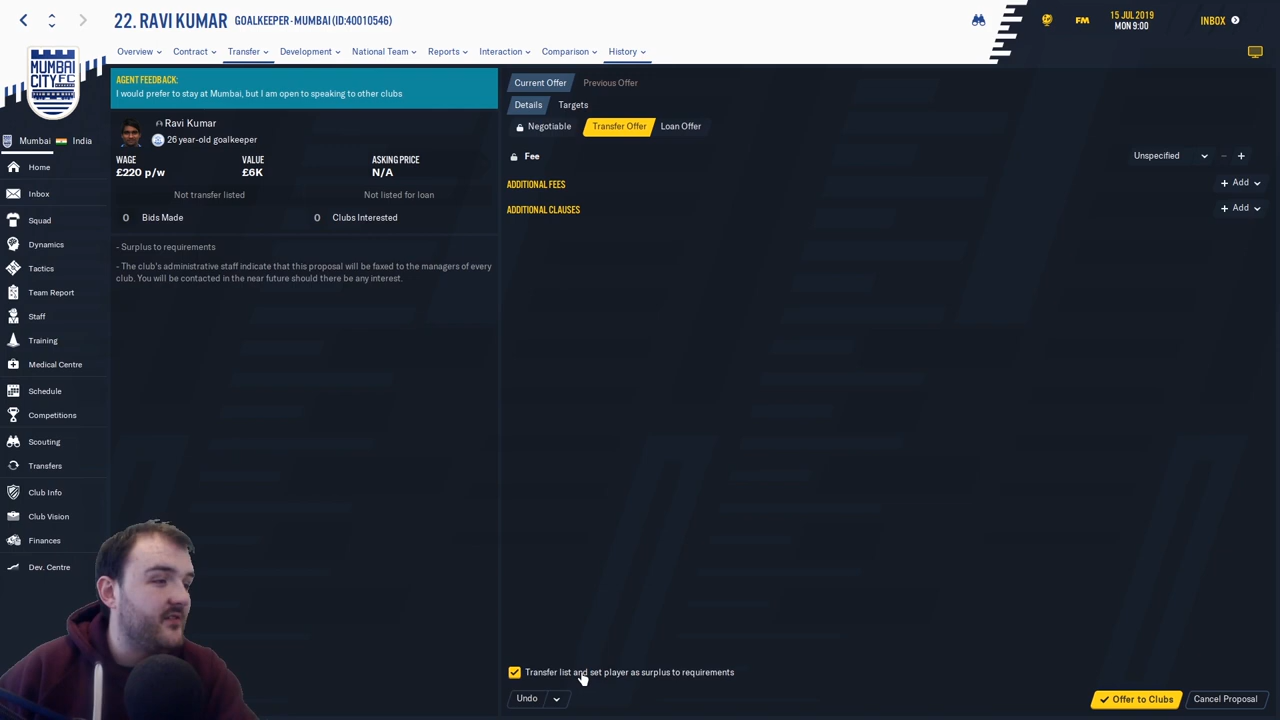 22. RAVI KUMAR
GOALKEEPER - MUMBAI (ID:40010546)
FM
15 JUL 2019
MON 9:00
INBOX
Overview
Contract
Transfer
Development
National Team
Reports
Interaction
Comparison
History
MUMBAI
CITY FC
Mumbai
India
Home
Inbox
Squad
Dynamics
Tactics
Team Report
Staff
Training
Medical Centre
Schedule
Competitions
Scouting
Transfers
Club Info
Club Vision
Finances
Dev. Centre
AGENT FEEDBACK:
I would prefer to stay at Mumbai, but I am open to speaking to other clubs
Ravi Kumar
26 year-old goalkeeper
WAGE VALUE ASKING PRICE
£220 p/w £6K N/A
Not transfer listed Not listed for loan
0 Bids Made 0 Clubs Interested
- Surplus to requirements
- The club's administrative staff indicate that this proposal will be faxed to the managers of every
club. You will be contacted in the near future should there be any interest.
Current Offer Previous Offer
Details Targets
Negotiable Transfer Offer Loan Offer
Fee Unspecified - +
ADDITIONAL FEES + Add
ADDITIONAL CLAUSES + Add
Transfer list and set player as surplus to requirements
Undo Offer to Clubs Cancel Proposal